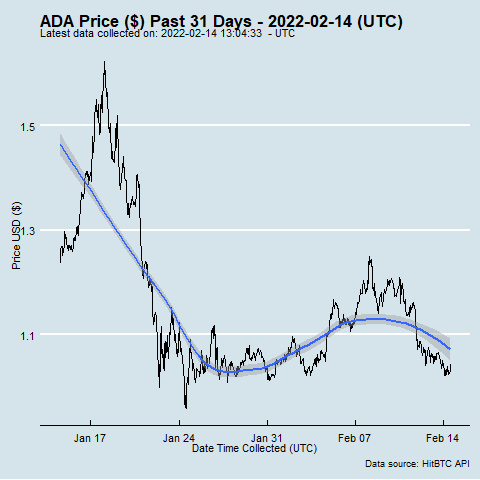 ADA Price ($) Past 31 Days - 2022-02-14 (UTC)
Latest data collected on: 2022-02-14 13:04:33  - UTC
1.5
1.3
1.1
Price USD ($)
Jan 17
Jan 24
Jan 31
Feb 07
Feb 14
Date Time Collected (UTC)
Data source: HitBTC API